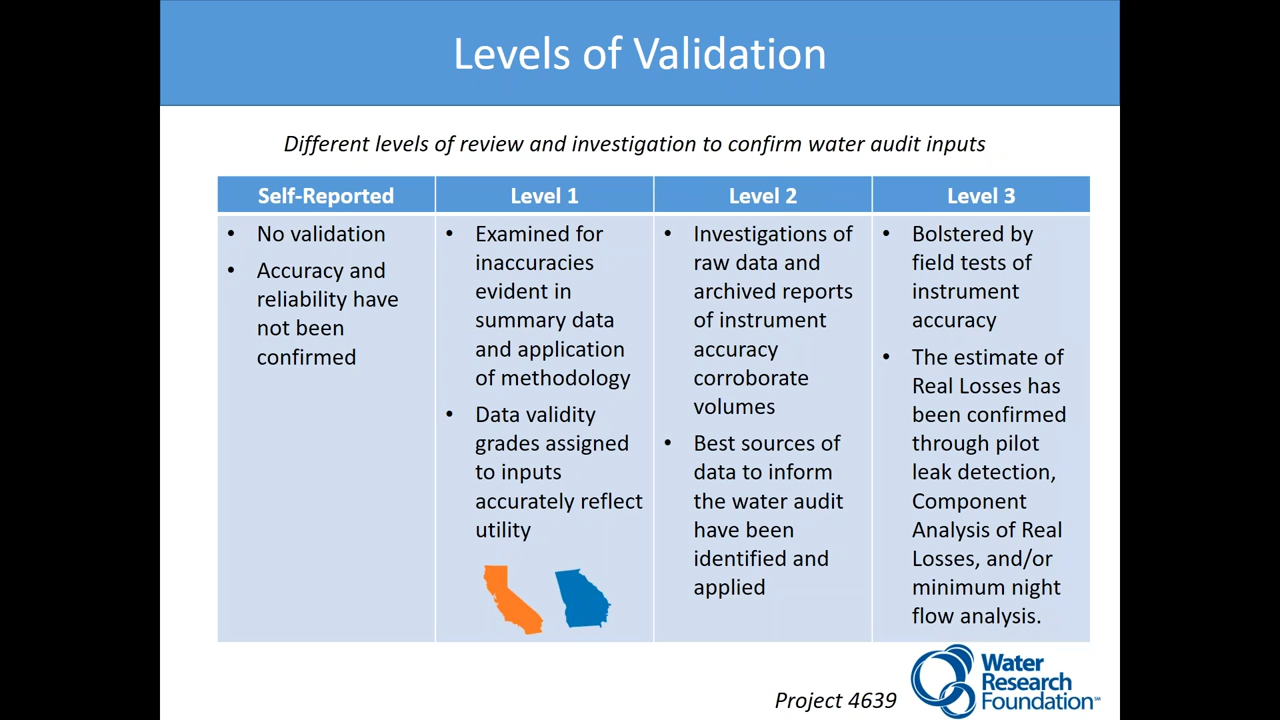 Levels of Validation
Different levels of review and investigation to confirm water audit inputs
Self-Reported
• No validation
• Accuracy and
reliability have
not been
confirmed
Level 1
• Examined for
inaccuracies
evident in
summary data
and application
of methodology
• Data validity
grades assigned
to inputs
accurately reflect
utility
Level 2
• Investigations of
raw data and
archived reports
of instrument
accuracy
corroborate
volumes
• Best sources of
data to inform
the water audit
have been
identified and
applied
Level 3
• Bolstered by
field tests of
instrument
accuracy
• The estimate of
Real Losses has
been confirmed
through pilot
leak detection,
Component
Analysis of Real
Losses, and/or
minimum night
flow analysis.
Project 4639
Water
Research
Foundation℠